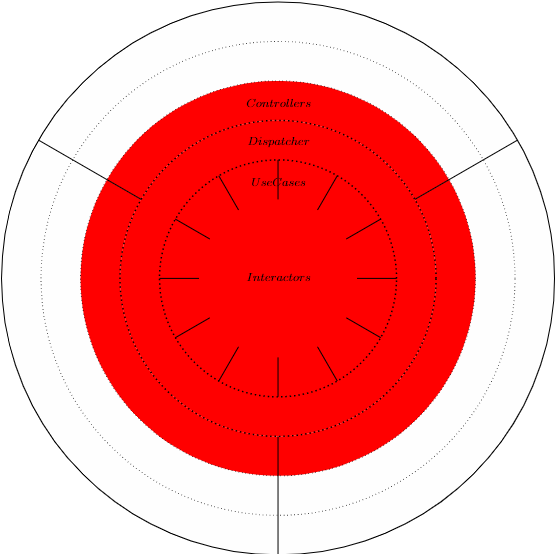 Controllers
Dispatcher
UseCases
Interactors